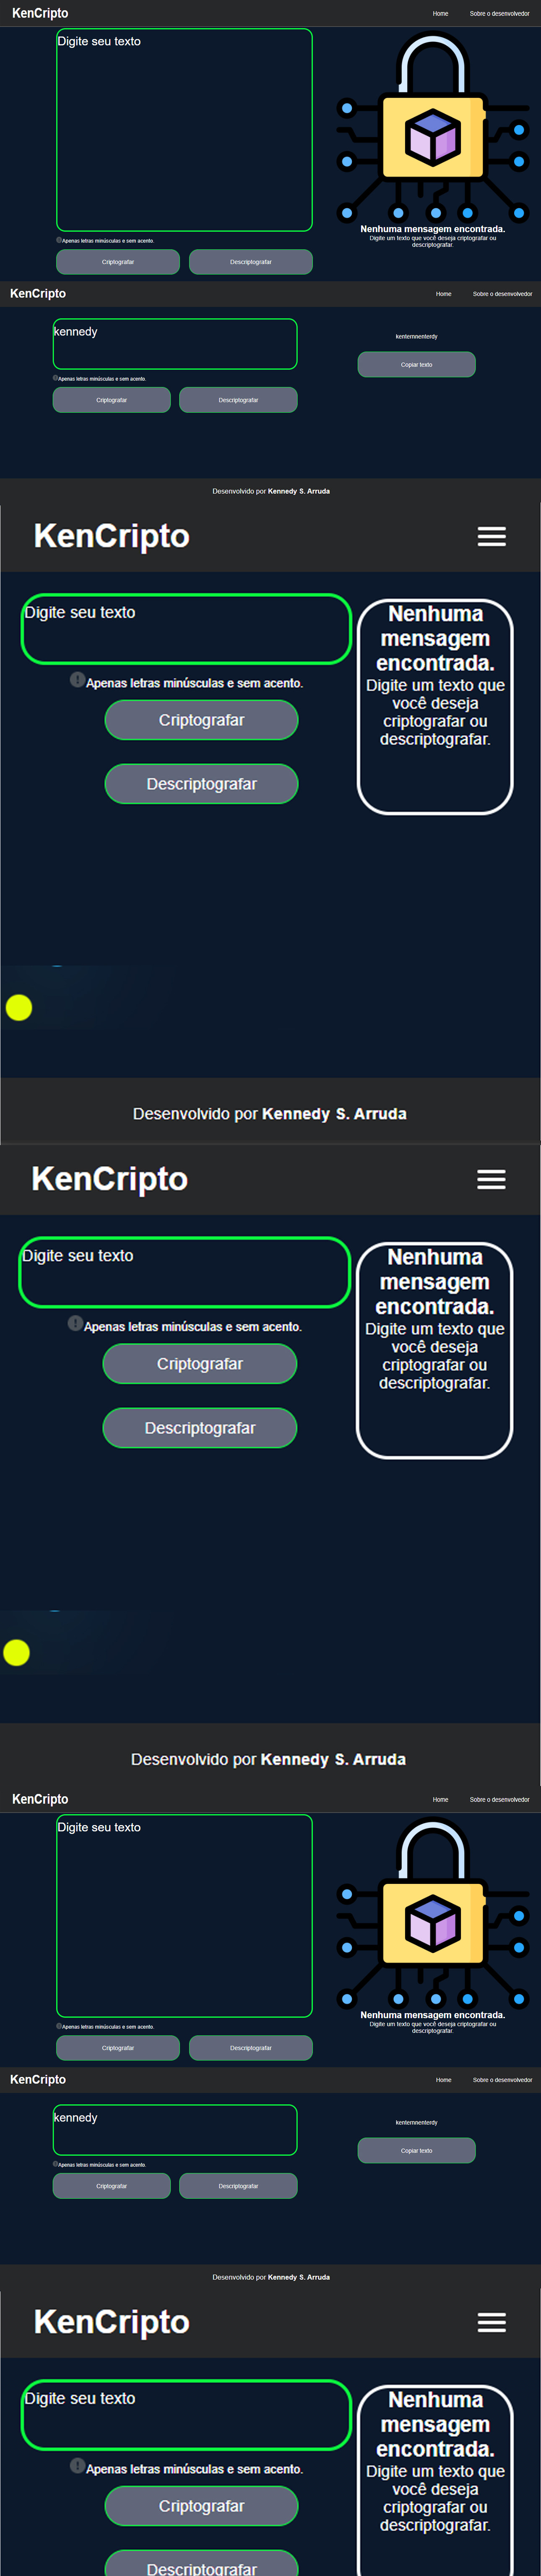 KenCripto
Home
Sobre o desenvolvedor
Digite seu texto
Apenas letras minúsculas e sem acento.
Criptografar
Descriptografar
Nenhuma mensagem encontrada.
Digite um texto que você deseja criptografar ou
descriptografar.
KenCripto
Home
Sobre o desenvolvedor
kennedy
Apenas letras minúsculas e sem acento.
Criptografar
Descriptografar
kenternnenterdy
Copiar texto
Desenvolvido por Kennedy S. Arruda
KenCripto
Digite seu texto
! Apenas letras minúsculas e sem acento.
Criptografar
Descriptografar
Nenhuma
mensagem
encontrada.
Digite um texto que
você deseja
criptografar ou
descriptografar.
Desenvolvido por Kennedy S. Arruda
KenCripto
Digite seu texto
! Apenas letras minúsculas e sem acento.
Criptografar
Descriptografar
Nenhuma
mensagem
encontrada.
Digite um texto que
você deseja
criptografar ou
descriptografar.
Desenvolvido por Kennedy S. Arruda
KenCripto
Home
Sobre o desenvolvedor
Digite seu texto
Apenas letras minúsculas e sem acento.
Criptografar
Descriptografar
Nenhuma mensagem encontrada.
Digite um texto que você deseja criptografar ou
descriptografar.
KenCripto
Home
Sobre o desenvolvedor
kennedy
Apenas letras minúsculas e sem acento.
Criptografar
Descriptografar
kenternnenterdy
Copiar texto
Desenvolvido por Kennedy S. Arruda
KenCripto
Digite seu texto
! Apenas letras minúsculas e sem acento.
Criptografar
Descriptografar
Nenhuma
mensagem
encontrada.
Digite um texto que
você deseja
criptografar ou
descriptografar.